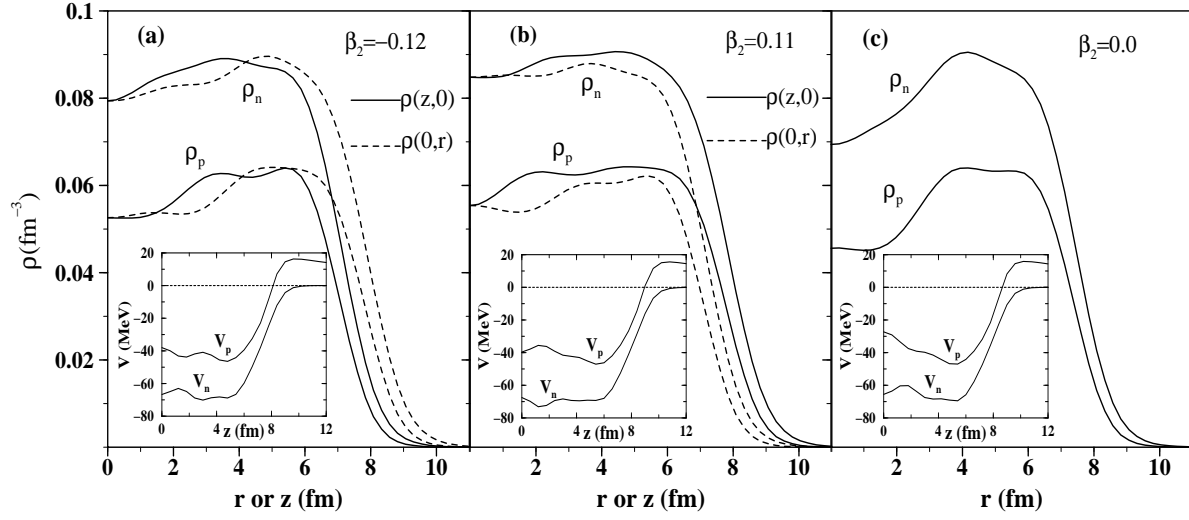 0.1
0.08
0.06
0.04
0.02
ρ(fm⁻³)
(a)
β₂=−0.12
ρₙ
ρₚ
ρ(z,0)
ρ(0,r)
20
0
−20
−40
−60
−80
V (MeV)
Vₚ
Vₙ
0 4 8 12
z (fm)
0 2 4 6 8 10
r or z (fm)
(b)
β₂=0.11
ρₙ
ρₚ
ρ(z,0)
ρ(0,r)
20
0
−20
−40
−60
−80
V (MeV)
Vₚ
Vₙ
0 4 8 12
z (fm)
2 4 6 8 10
r or z (fm)
(c)
β₂=0.0
ρₙ
ρₚ
20
0
−20
−40
−60
−80
V (MeV)
Vₚ
Vₙ
0 4 8 12
z (fm)
2 4 6 8 10
r (fm)